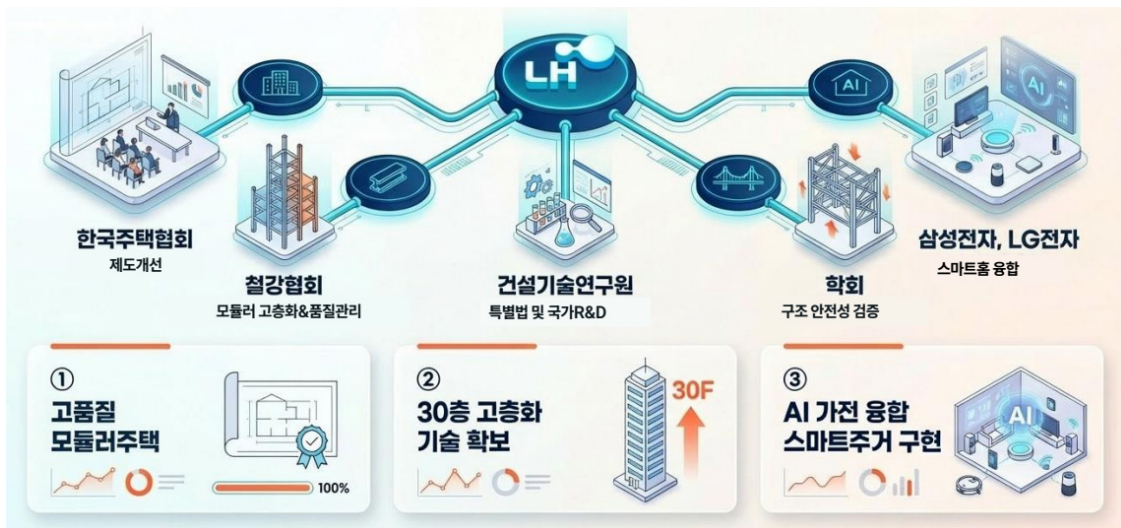 LH
AI
AI
한국주택협회
제도개선
철강협회
모듈러 고층화&품질관리
건설기술연구원
특별법 및 국가R&D
학회
구조 안전성 검증
삼성전자, LG전자
스마트홈 융합
①
고품질
모듈러주택
100%
②
30층 고층화
기술 확보
30F
③
AI 가전 융합
스마트주거 구현
AI